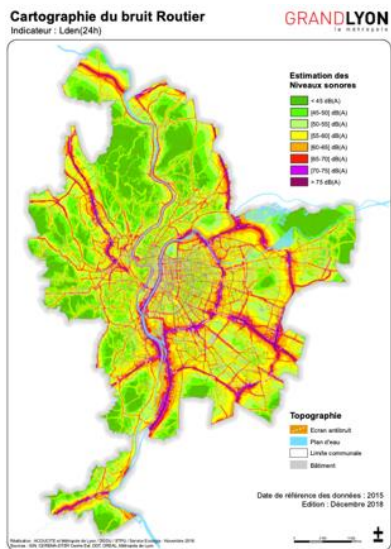 Cartographie du bruit Routier
Indicateur : Lden(24h)
GRANDLYON
la métropole
Estimation des
Niveaux sonores
< 45 dB(A)
[45-50[ dB(A)
[50-55[ dB(A)
[55-60[ dB(A)
[60-65[ dB(A)
[65-70[ dB(A)
[70-75[ dB(A)
> 75 dB(A)
Topographie
Ecran antibruit
Plan d'eau
Limite communale
Bâtiment
Date de référence des données : 2015
Edition : Décembre 2018